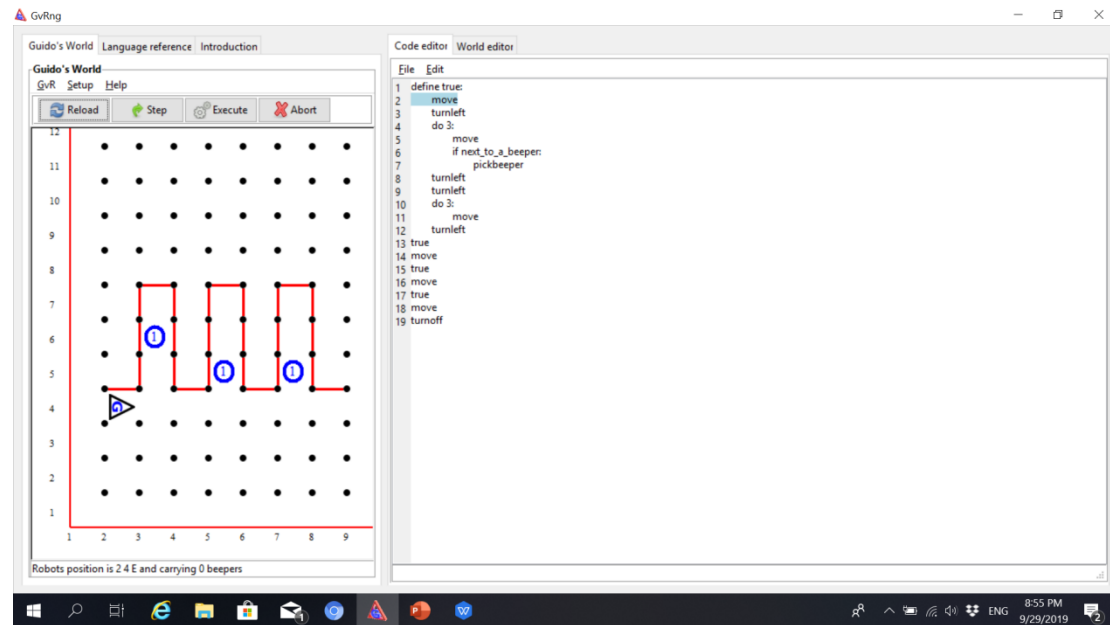 GvRng
Guido's World Language reference Introduction
Guido's World
GvR Setup Help
Reload Step Execute Abort
12
11
10
9
8
7
6
5
4
3
2
1
1 2 3 4 5 6 7 8 9
1
1 1
G
Robots position is 2 4 E and carrying 0 beepers
Code editor World editor
File Edit
1 define true:
2 move
3 turnleft
4 do 3:
5 move
6 if next_to_a_beeper:
7 pickbeeper
8 turnleft
9 turnleft
10 do 3:
11 move
12 turnleft
13 true
14 move
15 true
16 move
17 true
18 move
19 turnoff
1
ENG
8:55 PM
9/29/2019
2